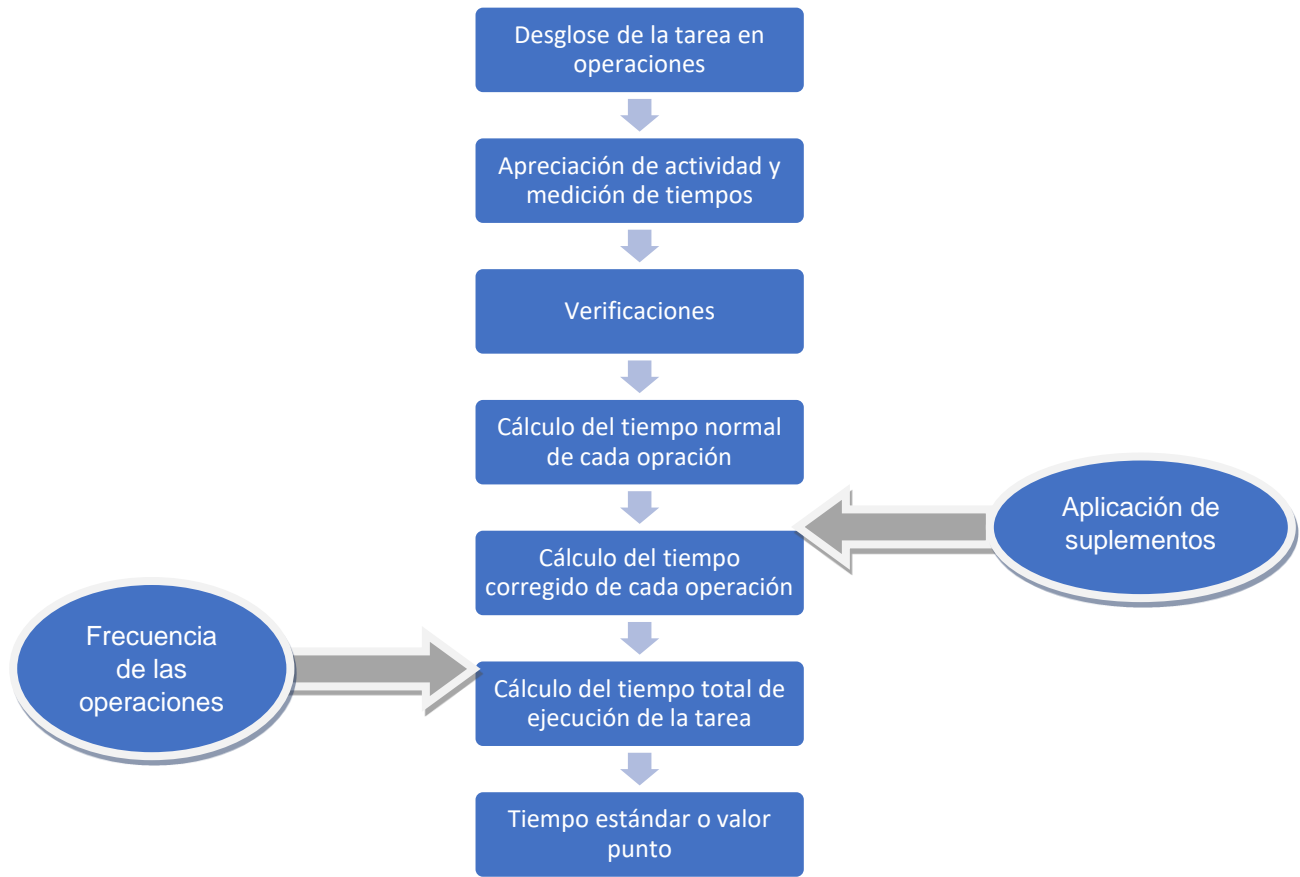 Desglose de la tarea en
operaciones
Apreciación de actividad y
medición de tiempos
Verificaciones
Cálculo del tiempo normal
de cada opración
Aplicación de
suplementos
Cálculo del tiempo
corregido de cada operación
Frecuencia
de las
operaciones
Cálculo del tiempo total de
ejecución de la tarea
Tiempo estándar o valor
punto